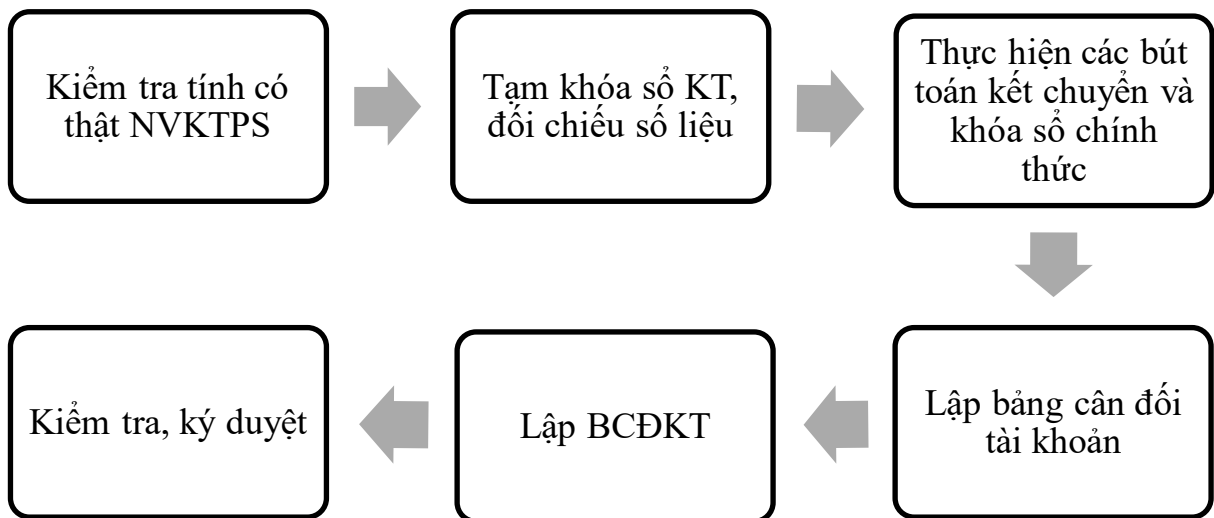 Kiểm tra tính có
thật NVKTPS
Tạm khóa sổ KT,
đối chiếu số liệu
Thực hiện các bút
toán kết chuyển và
khóa sổ chính
thức
Lập bảng cân đối
tài khoản
Lập BCĐKT
Kiểm tra, ký duyệt